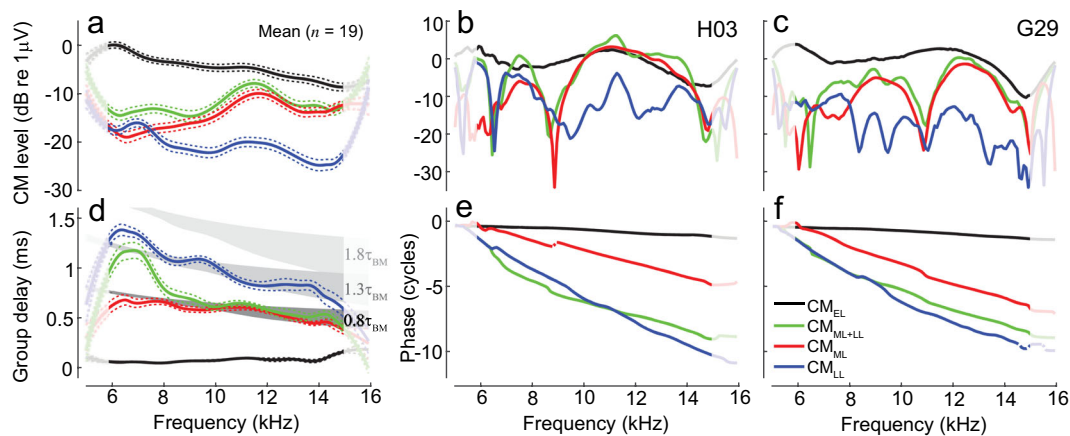 a
Mean (n = 19)
b
H03
c
G29
CM level (dB re 1μV)
0
-10
-20
-30
10
0
-10
-20
-30
d
Group delay (ms)
1.5
1
0.5
0
1.8τBM
1.3τBM
0.8τBM
6 8 10 12 14 16
Frequency (kHz)
e
Phase (cycles)
0
-5
-10
6 8 10 12 14 16
Frequency (kHz)
f
CMEL
CMML+LL
CMML
CMLL
6 8 10 12 14 16
Frequency (kHz)